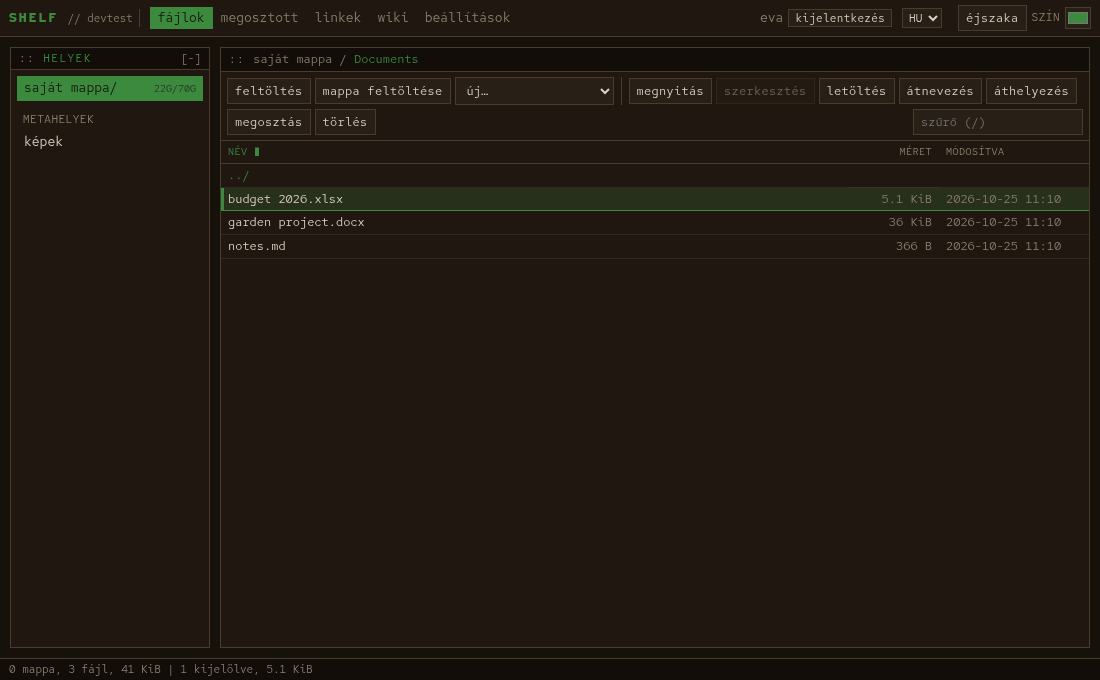 SHELF // devtest fájlok megosztott linkek wiki beállítások eva kijelentkezés HU éjszaka SZÍN
:: HELYEK [-]
saját mappa/ 22G/70G
METAHELYEK
képek
:: saját mappa / Documents
feltöltés mappa feltöltése új… megnyitás szerkesztés letöltés átnevezés áthelyezés
megosztás törlés szűrő (/)
NÉV MÉRET MÓDOSÍTVA
../
budget 2026.xlsx 5.1 KiB 2026-10-25 11:10
garden project.docx 36 KiB 2026-10-25 11:10
notes.md 366 B 2026-10-25 11:10
0 mappa, 3 fájl, 41 KiB | 1 kijelölve, 5.1 KiB